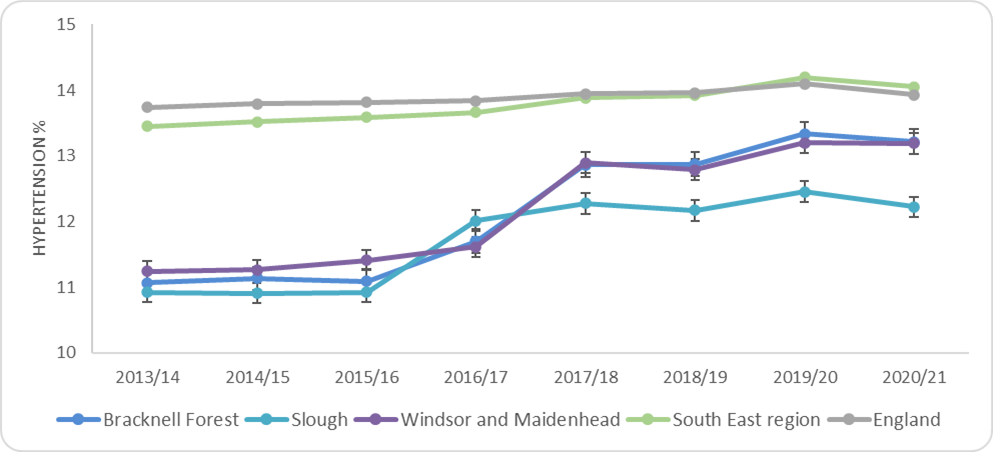 15
14
13
12
11
10
HYPERTENSION %
2013/14 2014/15 2015/16 2016/17 2017/18 2018/19 2019/20 2020/21
Bracknell Forest Slough Windsor and Maidenhead South East region England